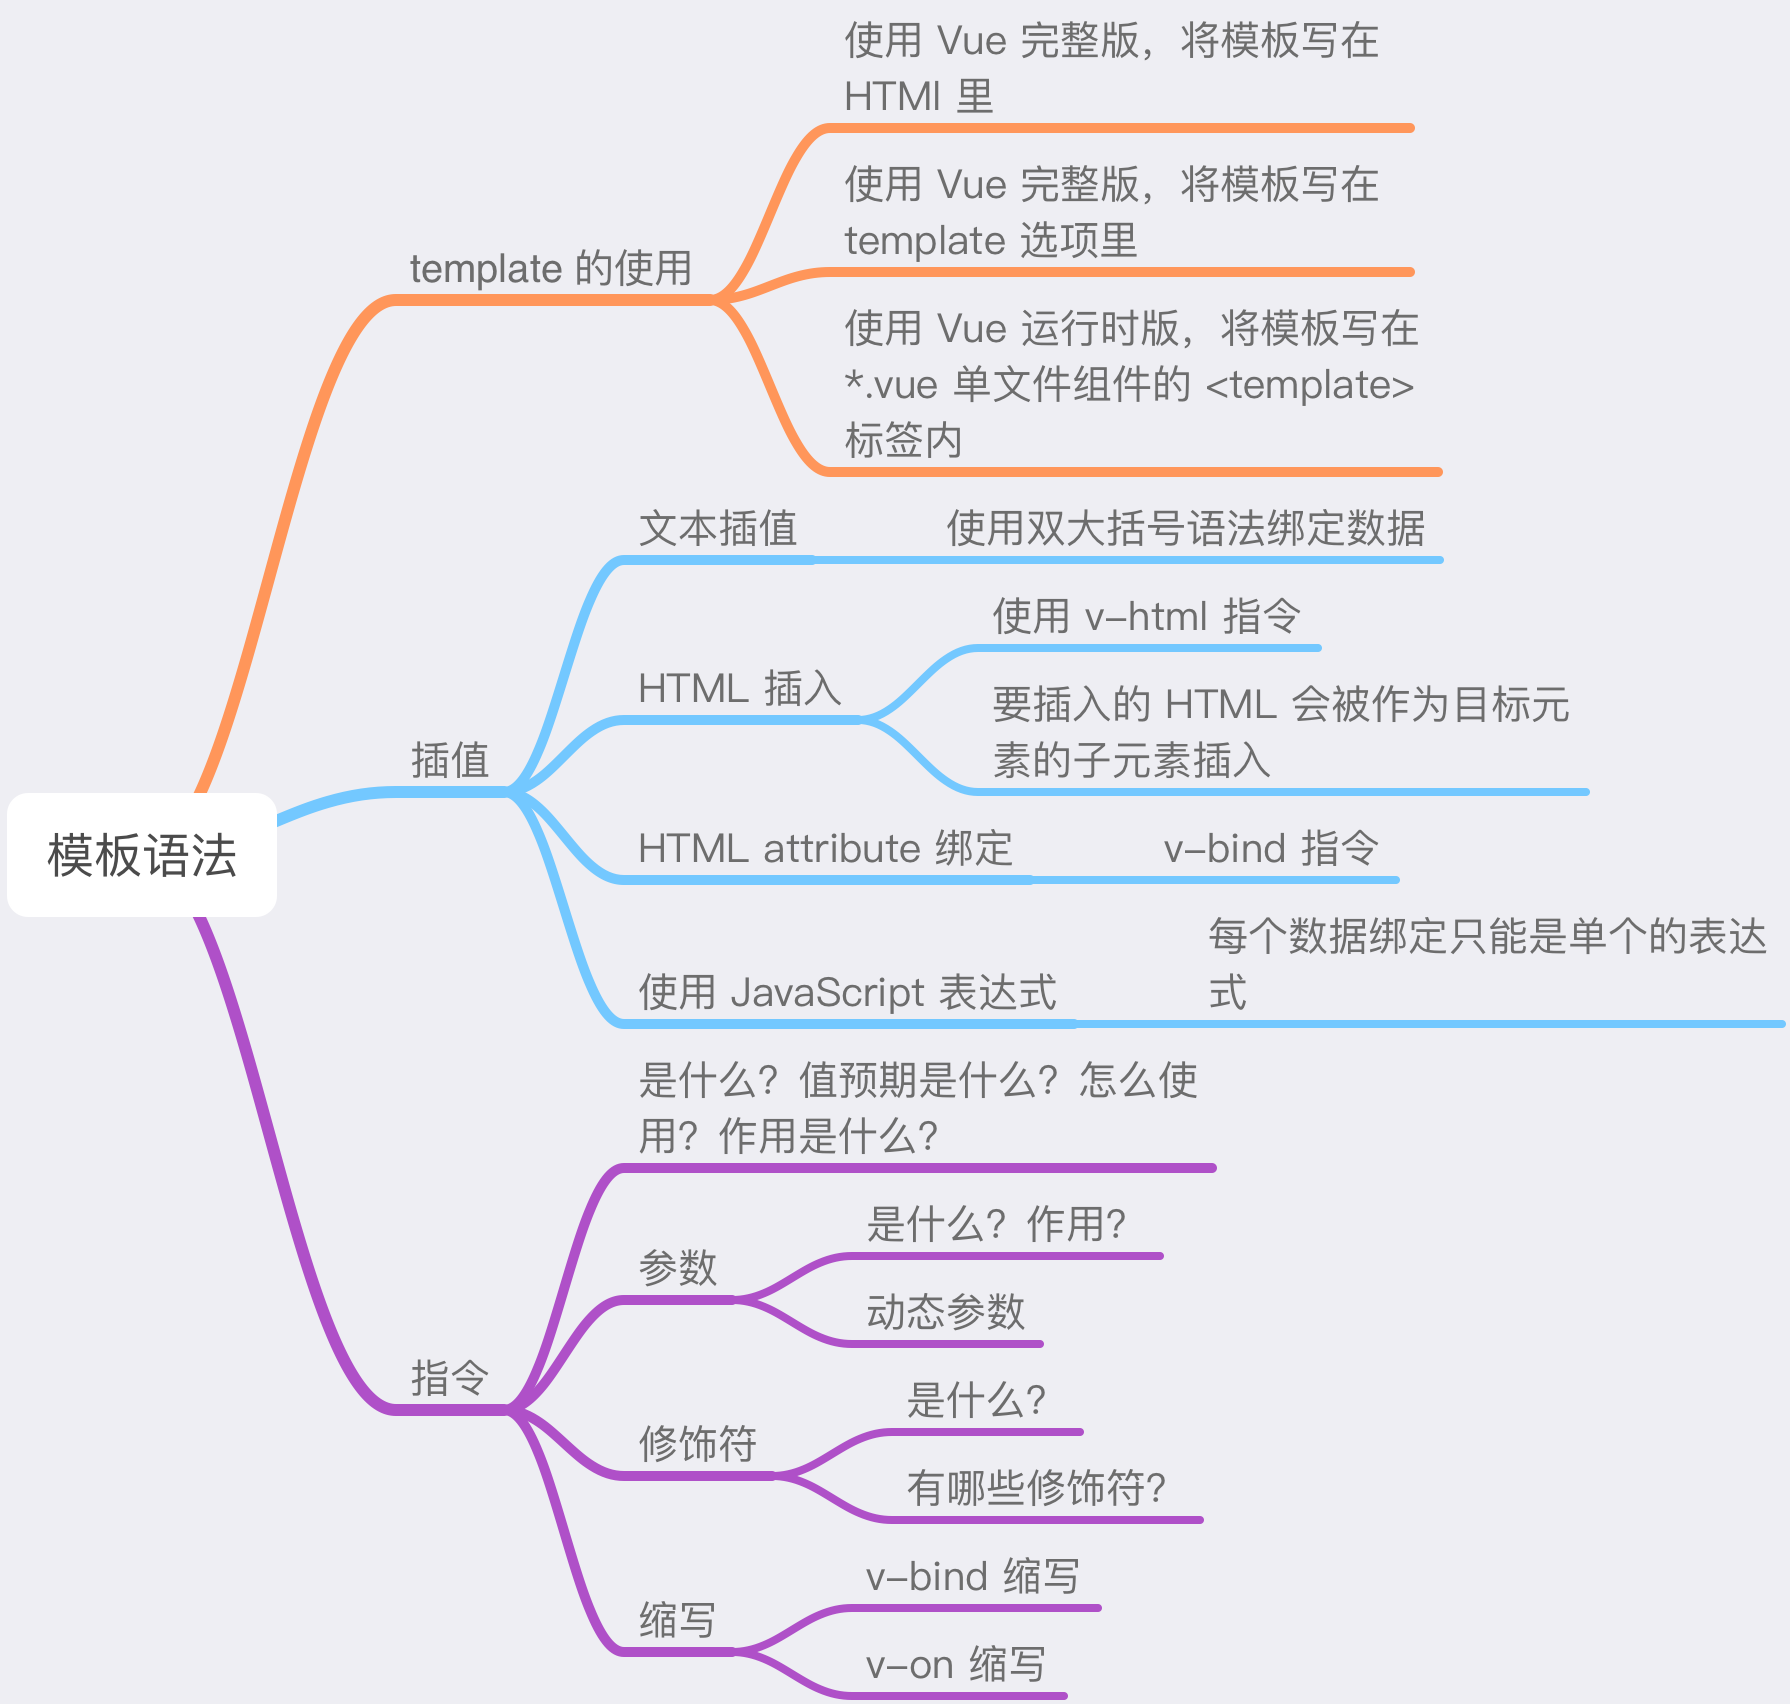 使用 Vue 完整版，将模板写在
HTMl 里
使用 Vue 完整版，将模板写在
template 选项里
template 的使用
使用 Vue 运行时版，将模板写在
*.vue 单文件组件的 <template>
标签内
文本插值
使用双大括号语法绑定数据
使用 v-html 指令
HTML 插入
要插入的 HTML 会被作为目标元
素的子元素插入
插值
模板语法
HTML attribute 绑定
v-bind 指令
每个数据绑定只能是单个的表达
式
使用 JavaScript 表达式
是什么？值预期是什么？怎么使
用？作用是什么？
是什么？作用？
参数
动态参数
指令
是什么？
修饰符
有哪些修饰符？
v-bind 缩写
缩写
v-on 缩写